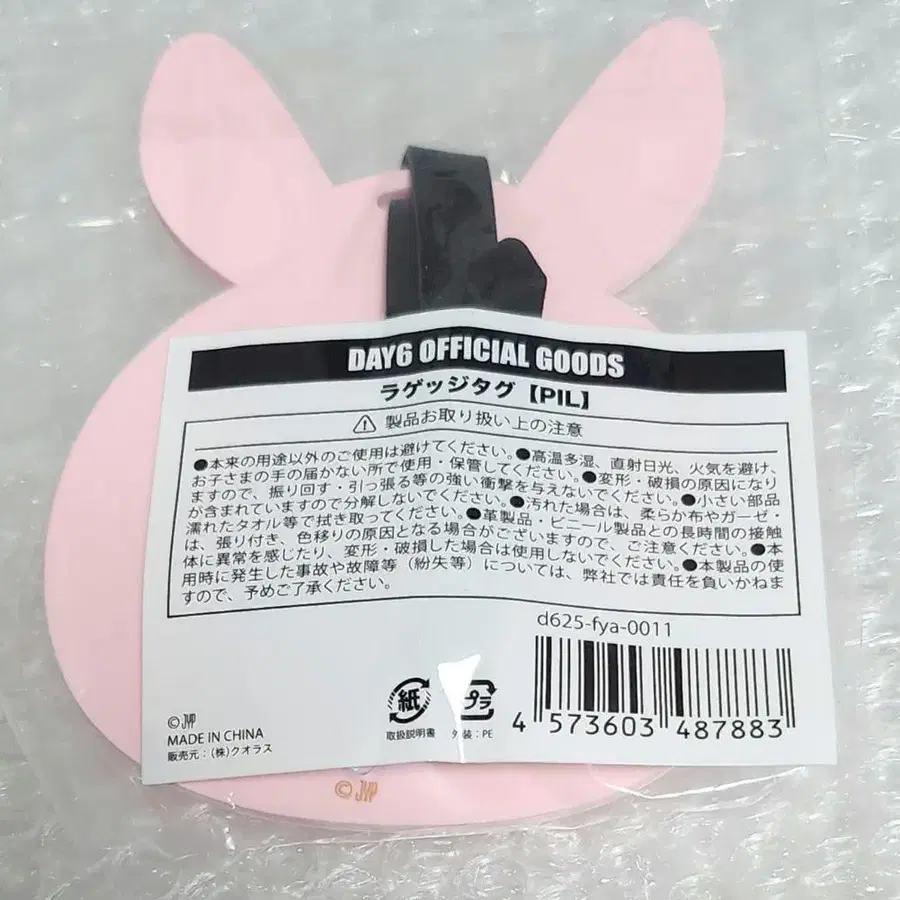 DAY6 OFFICIAL GOODS
ラゲッジタグ【PIL】
製品お取り扱い上の注意
●本来の用途以外のご使用は避けてください。●高温多湿、直射日光、火気を避け、
お子さまの手の届かない所で使用・保管してください。●変形・破損の原因になり
ますので、振り回す・引っ張る等の強い衝撃を与えないでください。●小さい部品
が含まれていますので分解しないでください。●汚れた場合は、柔らか布やガーゼ・
濡れたタオル等で拭き取ってください。●革製品・ビニール製品との長時間の接触
は、張り付き、色移りの原因となる場合がございますので、ご注意ください。●本
体に異常を感じたり、変形・破損した場合は使用しないでください。●本製品の使
用時に発生した事故や故障等（紛失等）については、弊社では責任を負いかねま
すので、予めご了承ください。
d625-fya-0011
紙
プラ
取扱説明書
外装：PE
4 573603 487883
©JYP
MADE IN CHINA
販売元：（株）クオラス
©JYP